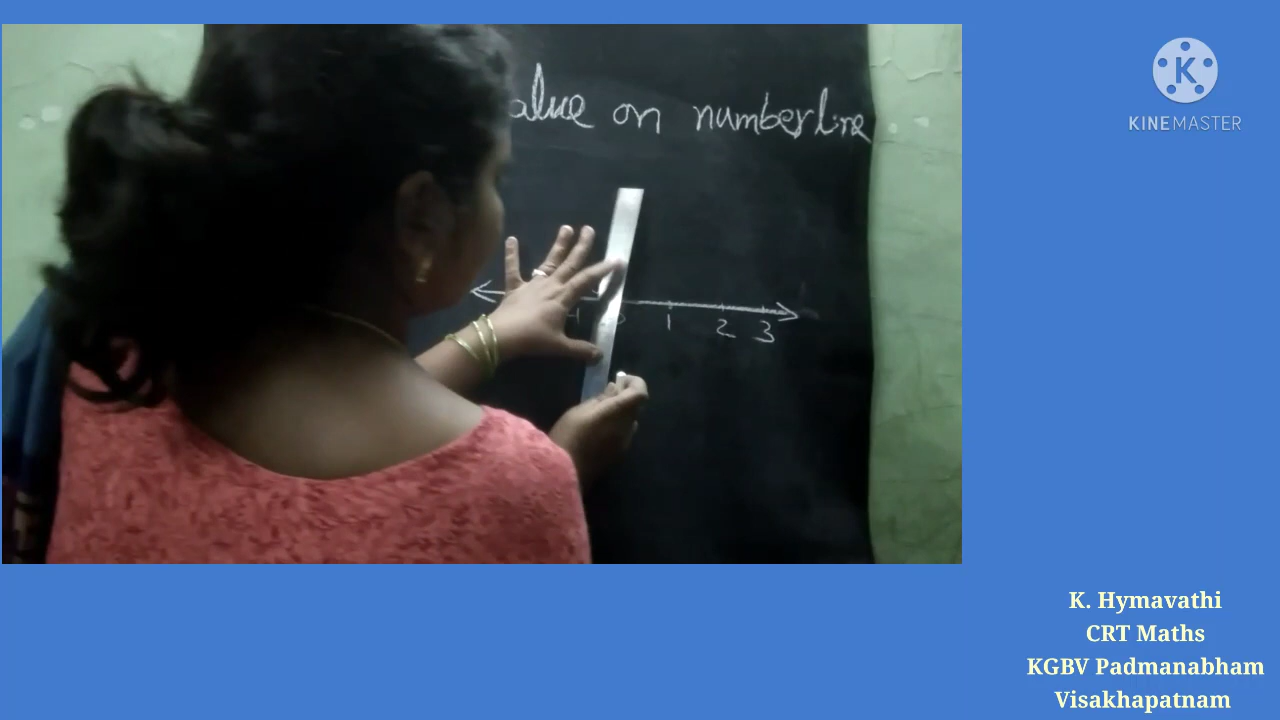 alue on numberline
1 2 3
KINEMASTER
K. Hymavathi
CRT Maths
KGBV Padmanabham
Visakhapatnam